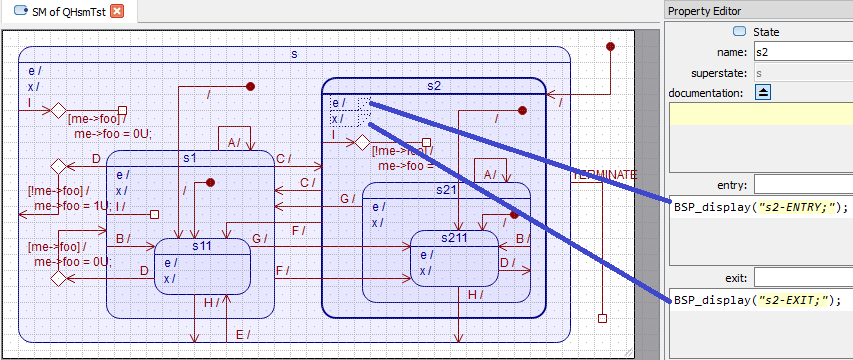 SM of QHsmTst
Property Editor
State
name: s2
superstate: s
documentation:
entry:
BSP_display("s2-ENTRY;");
exit:
BSP_display("s2-EXIT;");
s
e /
x /
I
[me->foo] /
me->foo = 0U;
/
s2
e /
x /
I
[!me->foo] /
me->foo =
/
/
TERMINATE
D
s1
A /
C /
e /
x /
[!me->foo] /
me->foo = 1U;
I /
/
C /
G /
F /
s21
A /
e /
x /
/
[me->foo] /
me->foo = 0U;
B /
D
s11
e /
x /
G /
F /
H /
E /
s211
e /
x /
B /
D /
H /